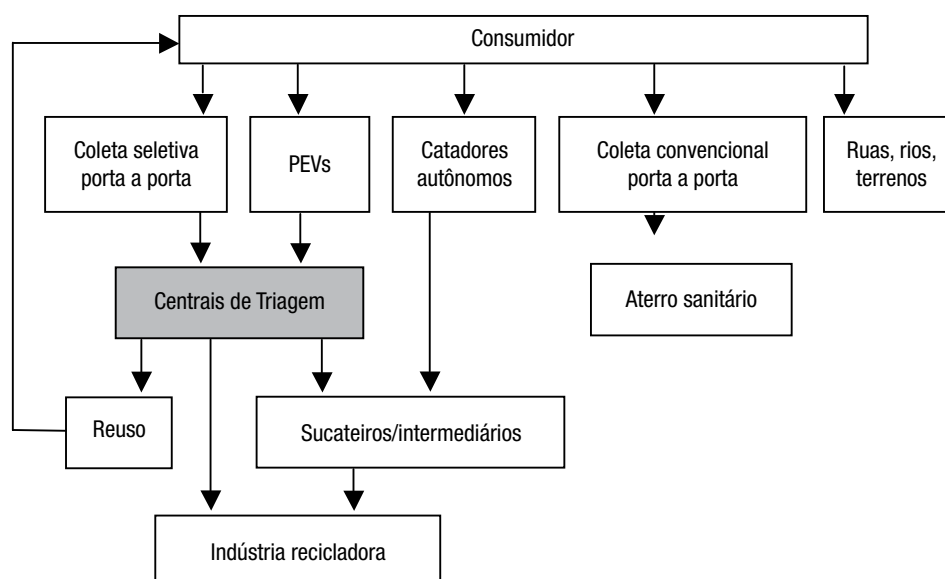 Consumidor
Coleta seletiva
porta a porta
PEVs
Catadores
autônomos
Coleta convencional
porta a porta
Ruas, rios,
terrenos
Centrais de Triagem
Aterro sanitário
Reuso
Sucateiros/intermediários
Indústria recicladora